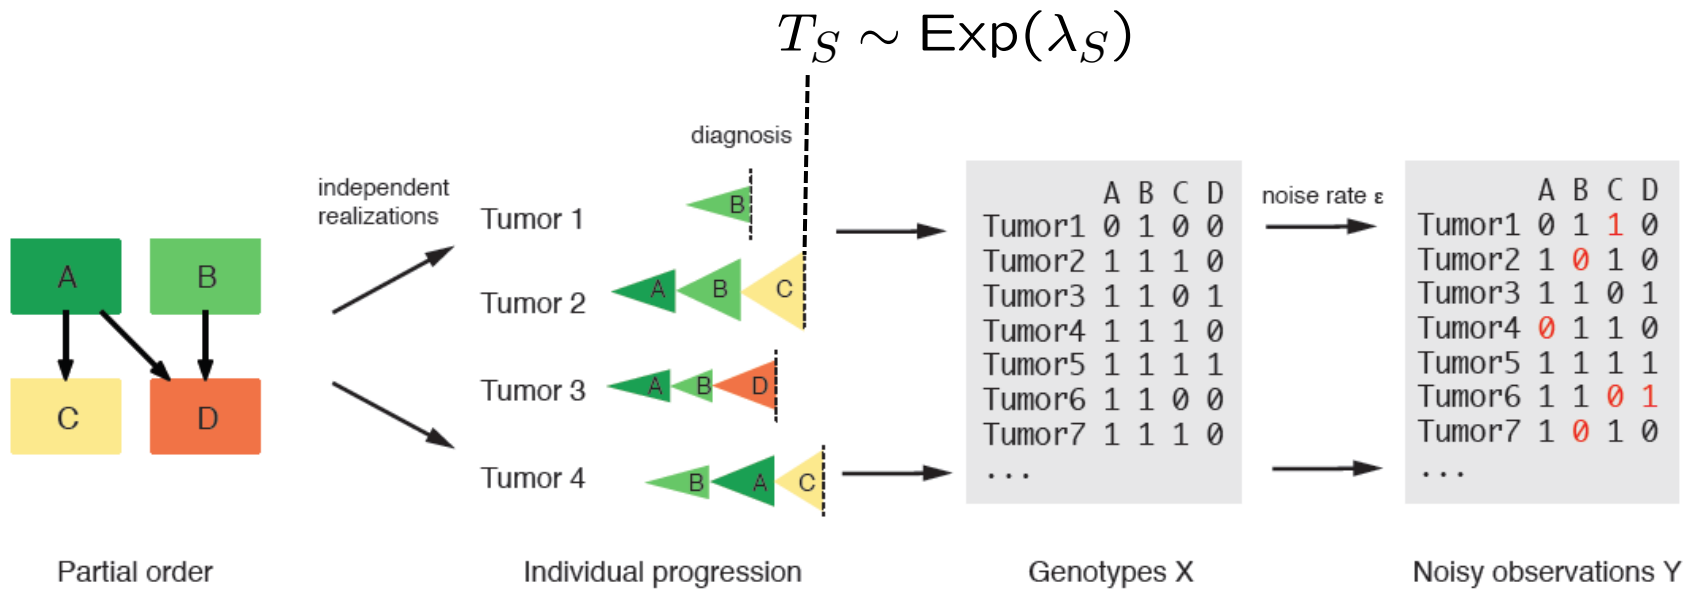 T_S ~ Exp(λ_S)
diagnosis
independent
realizations
A
B
C
D
Tumor 1
B
Tumor 2
A B C
Tumor 3
A B D
Tumor 4
B A C
A B C D
Tumor1 0 1 0 0
Tumor2 1 1 1 0
Tumor3 1 1 0 1
Tumor4 1 1 1 0
Tumor5 1 1 1 1
Tumor6 1 1 0 0
Tumor7 1 1 1 0
...
noise rate ε
A B C D
Tumor1 0 1 1 0
Tumor2 1 0 1 0
Tumor3 1 1 0 1
Tumor4 0 1 1 0
Tumor5 1 1 1 1
Tumor6 1 1 0 1
Tumor7 1 0 1 0
...
Partial order
Individual progression
Genotypes X
Noisy observations Y